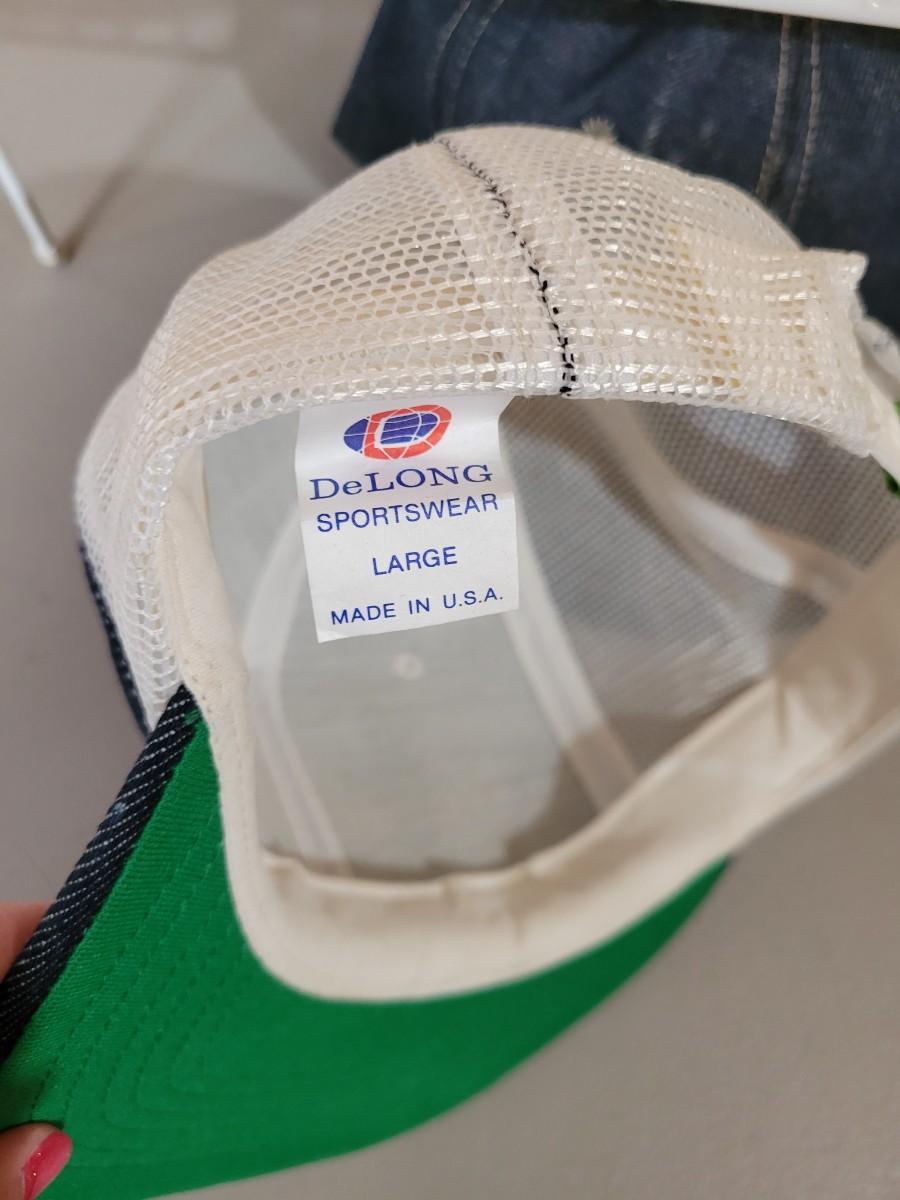 DeLONG
SPORTSWEAR
LARGE
MADE IN U.S.A.